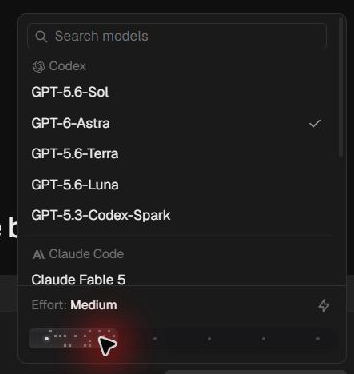 Search models
Codex
GPT-5.6-Sol
GPT-6-Astra
GPT-5.6-Terra
GPT-5.6-Luna
GPT-5.3-Codex-Spark
Claude Code
Claude Fable 5
Effort: Medium